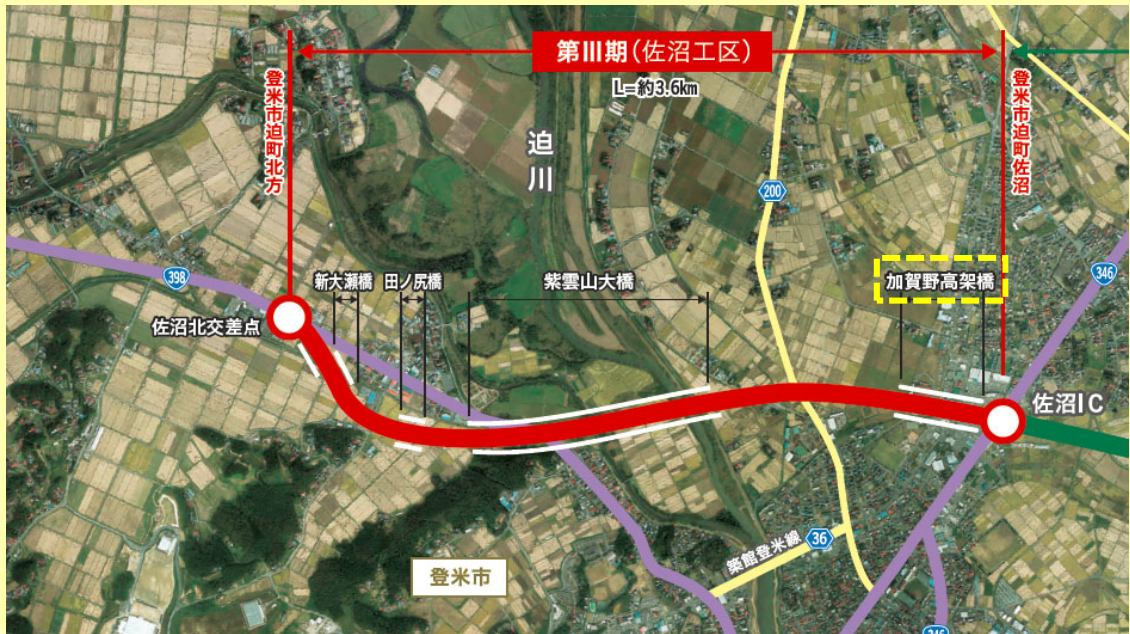 第Ⅲ期(佐沼工区)
L=約3.6km
登米市迫町北方
登米市迫町佐沼
迫川
200
398
346
新大瀬橋
田ノ尻橋
紫雲山大橋
加賀野高架橋
佐沼北交差点
佐沼IC
築館登米線
36
登米市
346